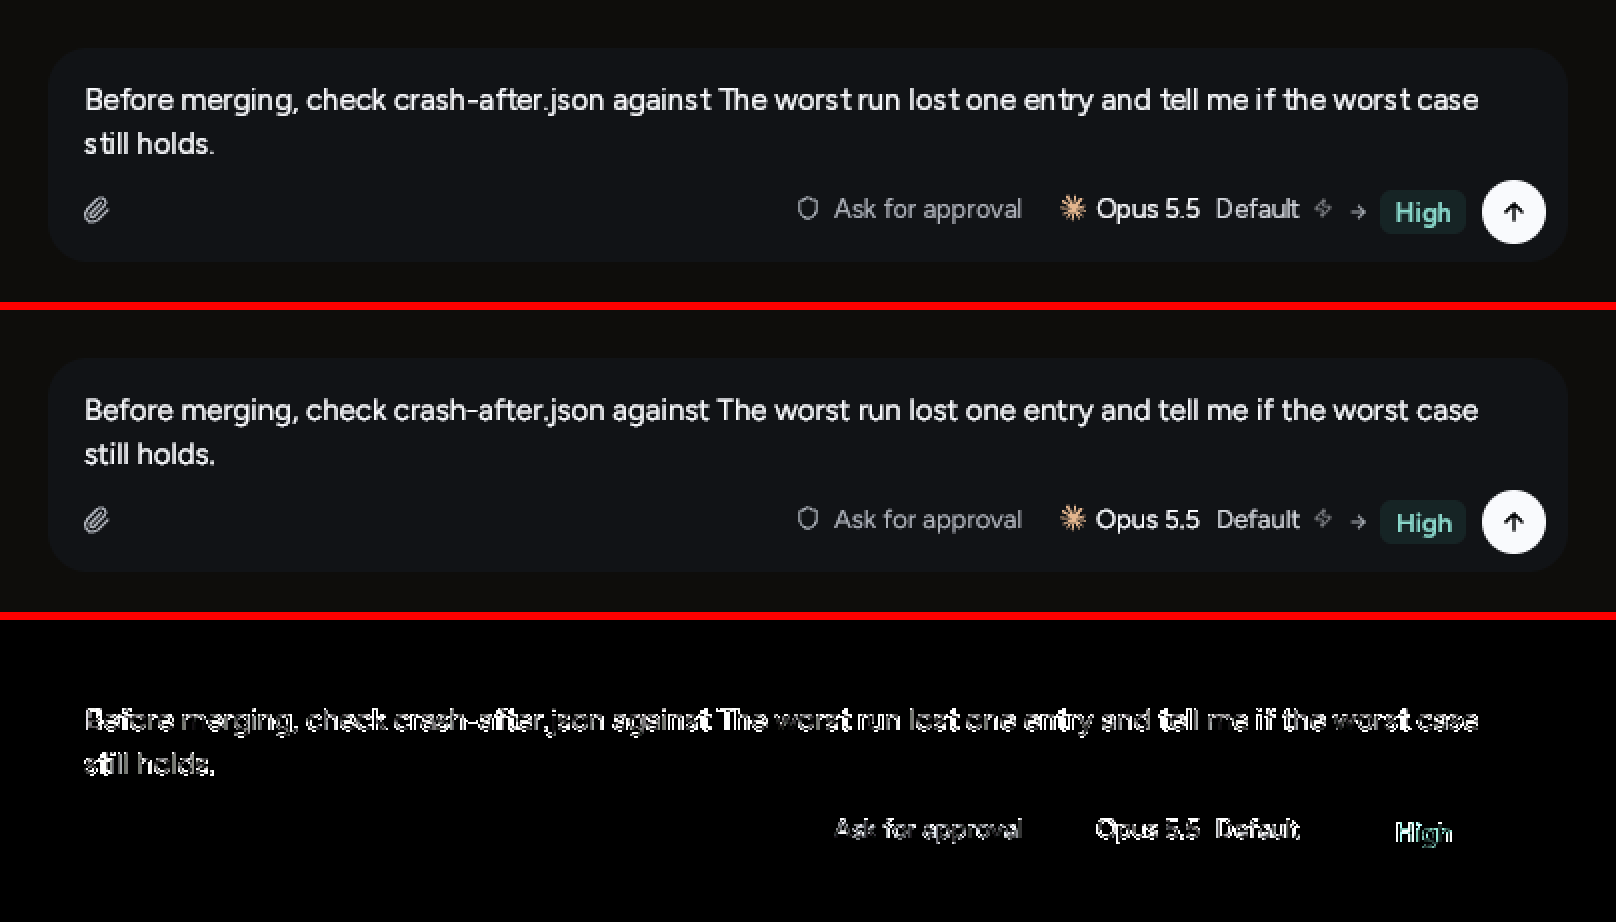 Before merging, check crash-after.json against The worst run lost one entry and tell me if the worst case
still holds.
Ask for approval Opus 5.5 Default High
Before merging, check crash-after.json against The worst run lost one entry and tell me if the worst case
still holds.
Ask for approval Opus 5.5 Default High
Before merging, check crash-after.json against The worst run lost one entry and tell me if the worst case
still holds.
Ask for approval Opus 5.5 Default High